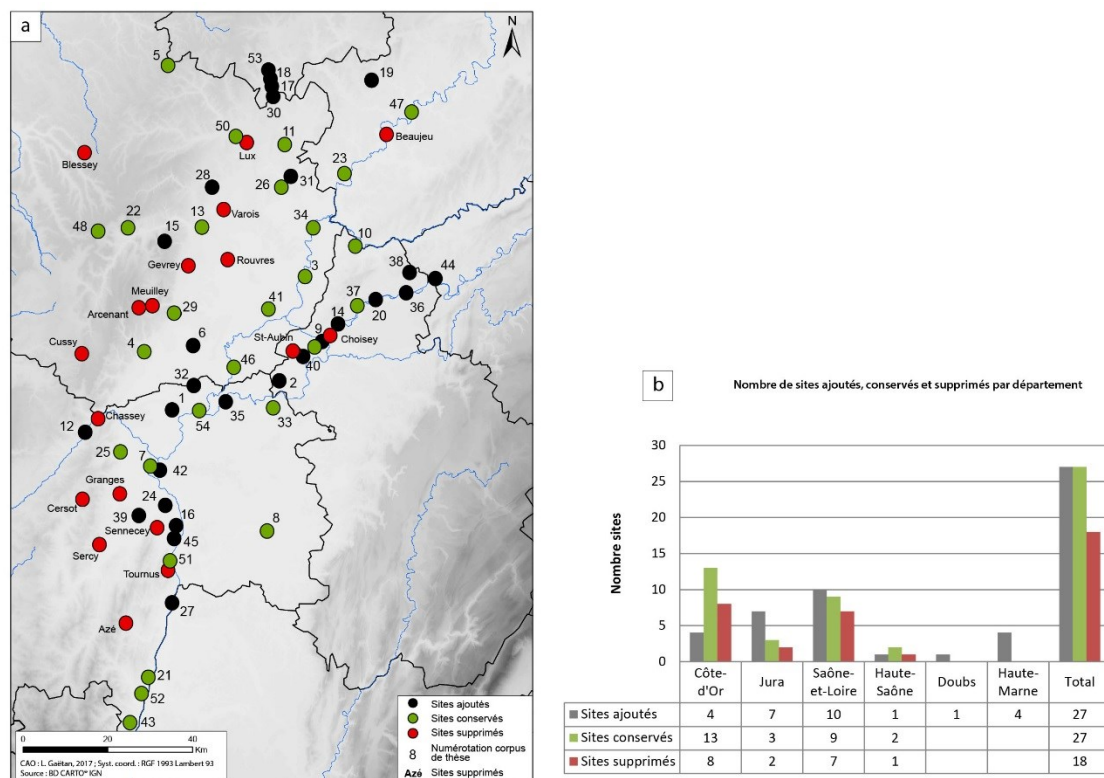 a
N
5
53
18
17
30
19
47
50
Lux
11
Beaujeu
Blessey
23
28
26
31
Varois
48
22
15
13
34
10
Gevrey
Rouvres
3
38
44
Meuilley
Arcenant
29
41
37
20
36
14
Cussy
4
6
St-Aubin
9
Choisey
46
40
32
2
1
54
35
33
Chassey
12
25
7
42
Granges
Cersot
24
39
16
Sennecey
8
45
Sercy
51
Tournus
27
Azé
21
52
43
Sites ajoutés
Sites conservés
Sites supprimés
8 Numérotation corpus
de thèse
Azé Sites supprimés
0 20 40
Km
CAO : L. Gaëtan, 2017 ; Syst. coord. : RGF 1993 Lambert 93
Source : BD CARTO® IGN
b
Nombre de sites ajoutés, conservés et supprimés par département
Nombre sites
30
25
20
15
10
5
0
Côte-d'Or Jura Saône-et-Loire Haute-Saône Doubs Haute-Marne Total
Sites ajoutés 4 7 10 1 1 4 27
Sites conservés 13 3 9 2 27
Sites supprimés 8 2 7 1 18